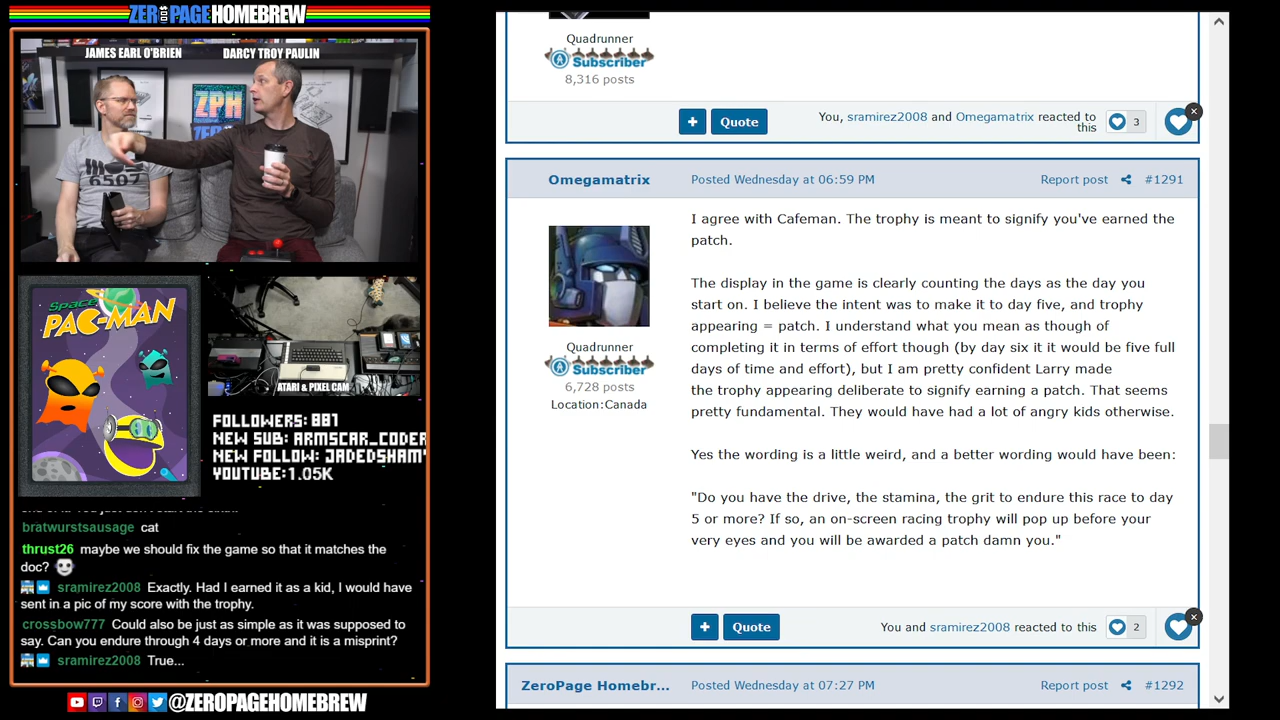 ZEROPAGE HOMEBREW
JAMES EARL O'BRIEN
DARCY TROY PAULIN
ZPH
MOS
6507
Space
PAC-MAN
ATARI & PIXEL CAM
FOLLOWERS: 881
NEW SUB: ARMSCAR_CODER
NEW FOLLOW: JADEDSHAM
YOUTUBE:1.05K
bratwurstsausage cat
thrust26 maybe we should fix the game so that it matches the
doc?
sramirez2008 Exactly. Had I earned it as a kid, I would have
sent in a pic of my score with the trophy.
crossbow777 Could also be just as simple as it was supposed to
say. Can you endure through 4 days or more and it is a misprint?
sramirez2008 True...
@ZEROPAGEHOMEBREW
Quadrunner
Subscriber
8,316 posts
+ Quote
You, sramirez2008 and Omegamatrix reacted to
this
3
Omegamatrix
Posted Wednesday at 06:59 PM
Report post
#1291
Quadrunner
Subscriber
6,728 posts
Location:Canada
I agree with Cafeman. The trophy is meant to signify you've earned the
patch.
The display in the game is clearly counting the days as the day you
start on. I believe the intent was to make it to day five, and trophy
appearing = patch. I understand what you mean as though of
completing it in terms of effort though (by day six it it would be five full
days of time and effort), but I am pretty confident Larry made
the trophy appearing deliberate to signify earning a patch. That seems
pretty fundamental. They would have had a lot of angry kids otherwise.
Yes the wording is a little weird, and a better wording would have been:
"Do you have the drive, the stamina, the grit to endure this race to day
5 or more? If so, an on-screen racing trophy will pop up before your
very eyes and you will be awarded a patch damn you."
+ Quote
You and sramirez2008 reacted to this
2
ZeroPage Homebr...
Posted Wednesday at 07:27 PM
Report post
#1292